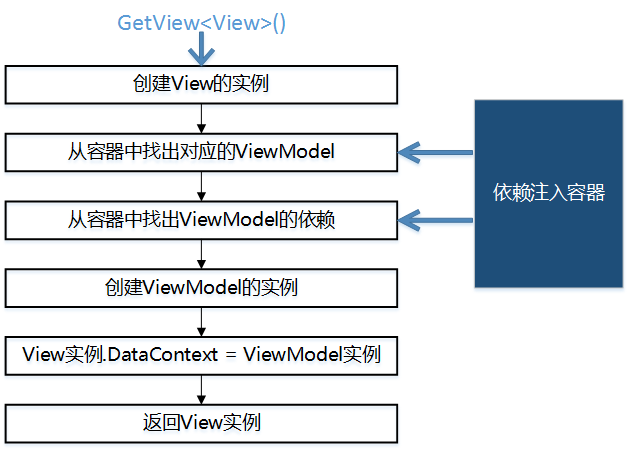 GetView<View>()
创建View的实例
从容器中找出对应的ViewModel
依赖注入容器
从容器中找出ViewModel的依赖
创建ViewModel的实例
View实例.DataContext = ViewModel实例
返回View实例